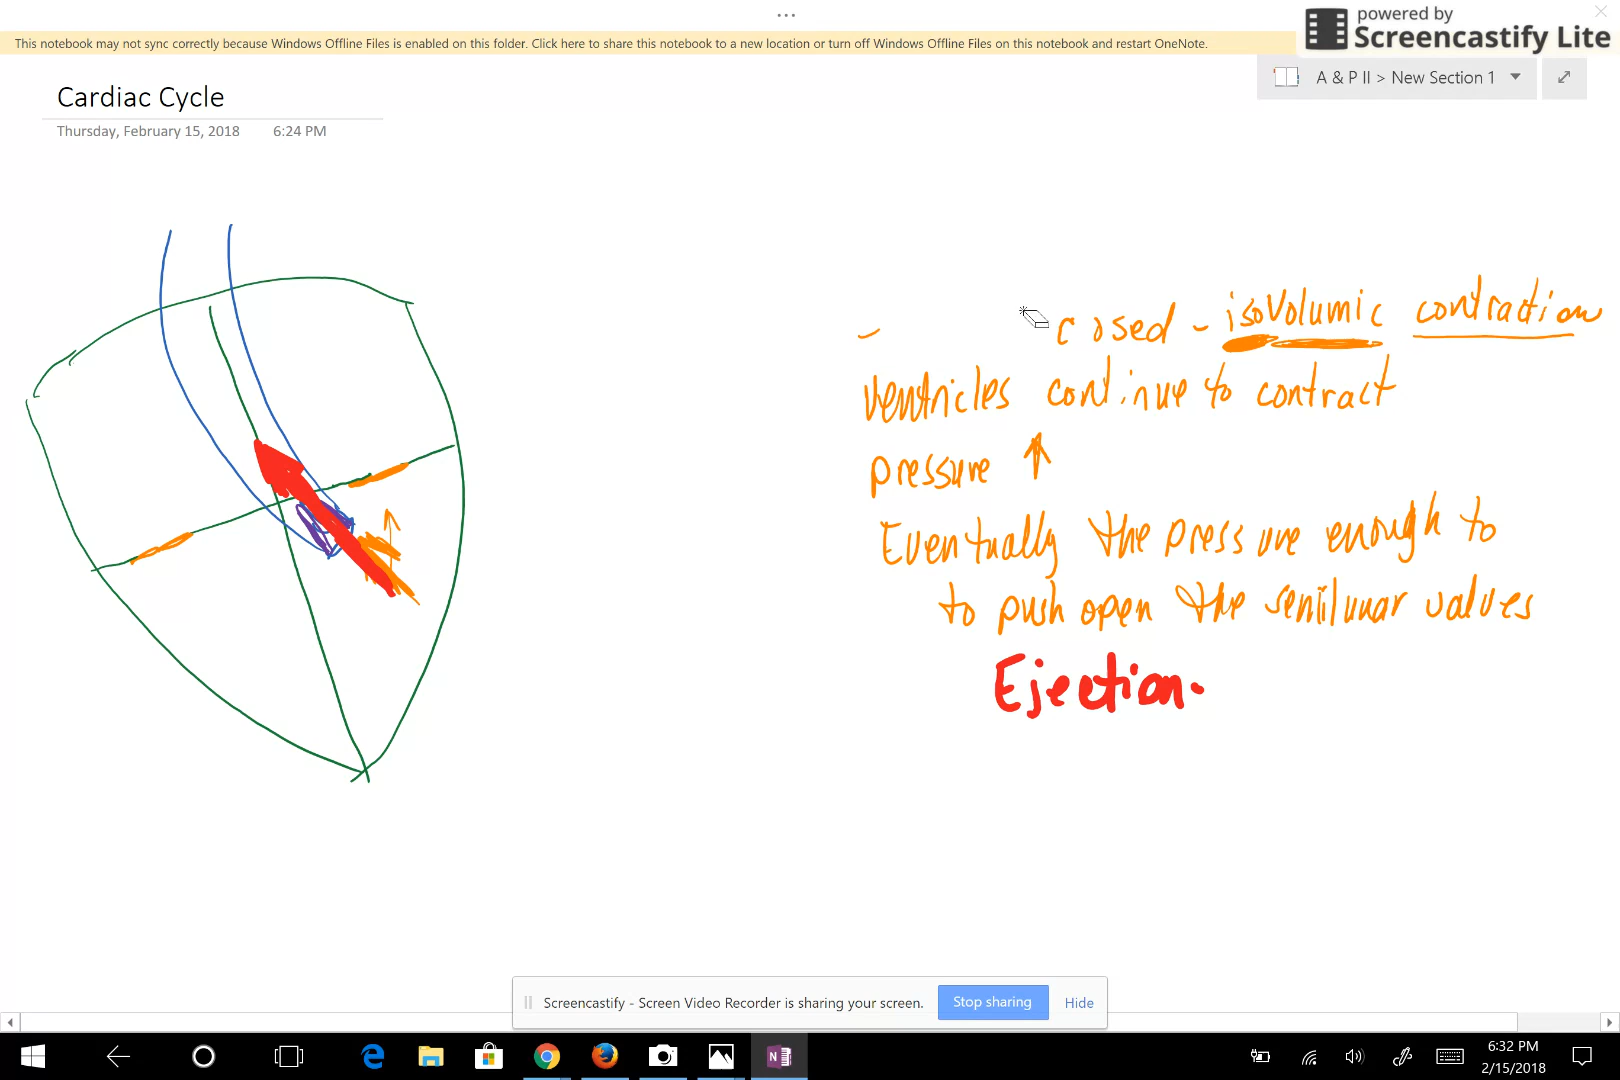 powered by
Screencastify Lite
This notebook may not sync correctly because Windows Offline Files is enabled on this folder. Click here to share this notebook to a new location or turn off Windows Offline Files on this notebook and restart OneNote.
A & P II > New Section 1
Cardiac Cycle
Thursday, February 15, 2018 6:24 PM
c osed - isoVolumic contraction
ventricles continue to contract
pressure ↑
Eventually the pressure enough to
to push open the semilunar valves
Ejection.
Screencastify - Screen Video Recorder is sharing your screen. Stop sharing Hide
6:32 PM
2/15/2018